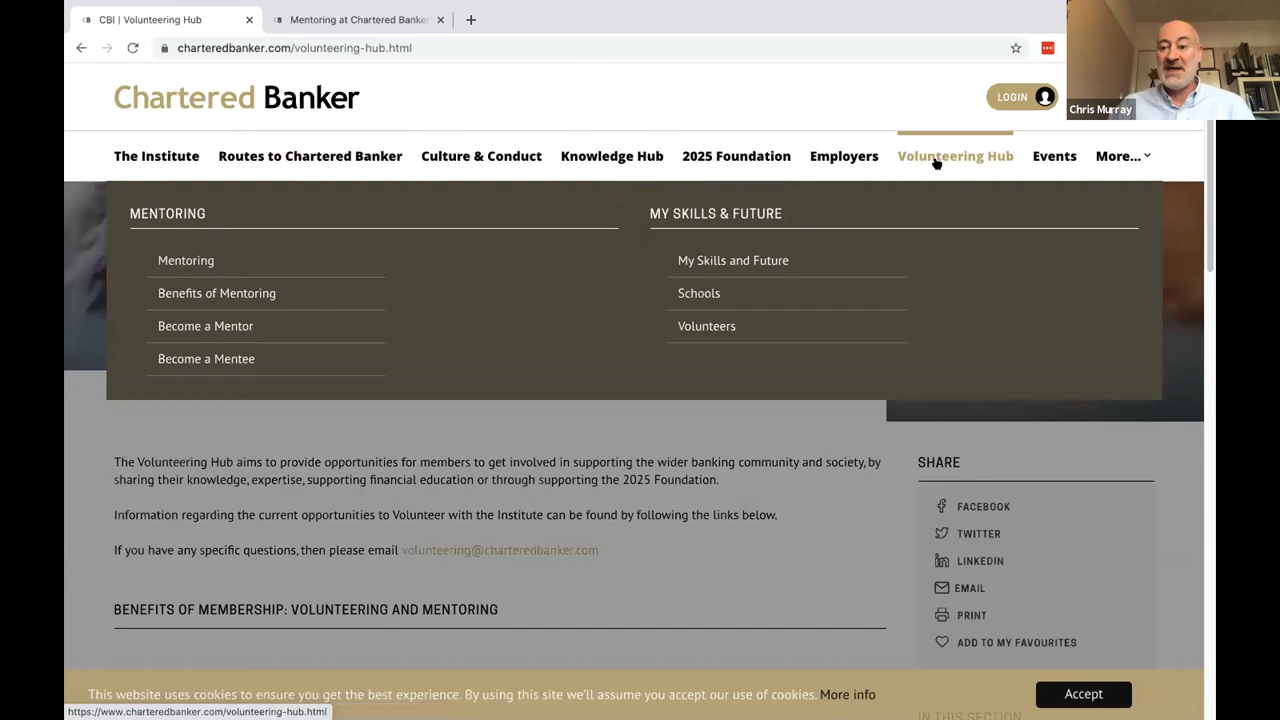 CBI | Volunteering Hub
Mentoring at Chartered Banker
charteredbanker.com/volunteering-hub.html
Chris Murray
Chartered Banker
LOGIN
The Institute Routes to Chartered Banker Culture & Conduct Knowledge Hub 2025 Foundation Employers Volunteering Hub Events More...
MENTORING
Mentoring
Benefits of Mentoring
Become a Mentor
Become a Mentee
MY SKILLS & FUTURE
My Skills and Future
Schools
Volunteers
The Volunteering Hub aims to provide opportunities for members to get involved in supporting the wider banking community and society, by
sharing their knowledge, expertise, supporting financial education or through supporting the 2025 Foundation.
Information regarding the current opportunities to Volunteer with the Institute can be found by following the links below.
If you have any specific questions, then please email volunteering@charteredbanker.com
BENEFITS OF MEMBERSHIP: VOLUNTEERING AND MENTORING
SHARE
FACEBOOK
TWITTER
LINKEDIN
EMAIL
PRINT
ADD TO MY FAVOURITES
IN THIS SECTION
This website uses cookies to ensure you get the best experience. By using this site we'll assume you accept our use of cookies. More info
Accept
https://www.charteredbanker.com/volunteering-hub.html